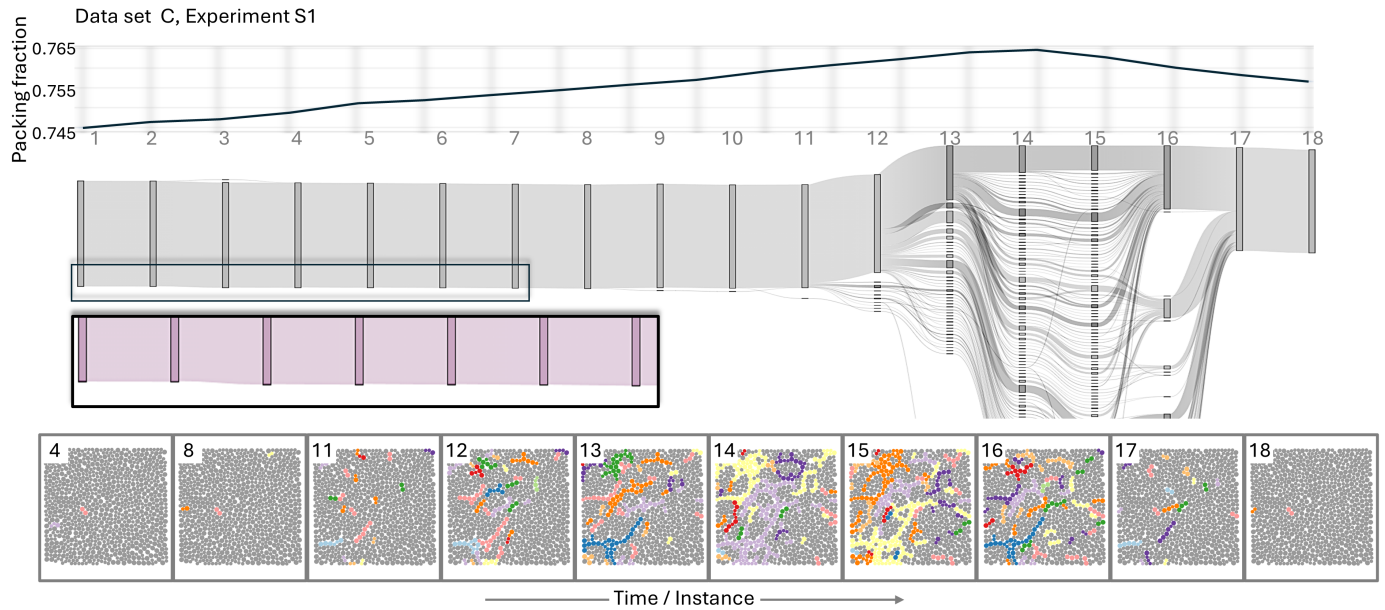 Data set C, Experiment S1
Packing fraction
0.765
0.755
0.745
1 2 3 4 5 6 7 8 9 10 11 12 13 14 15 16 17 18
4 8 11 12 13 14 15 16 17 18
Time / Instance